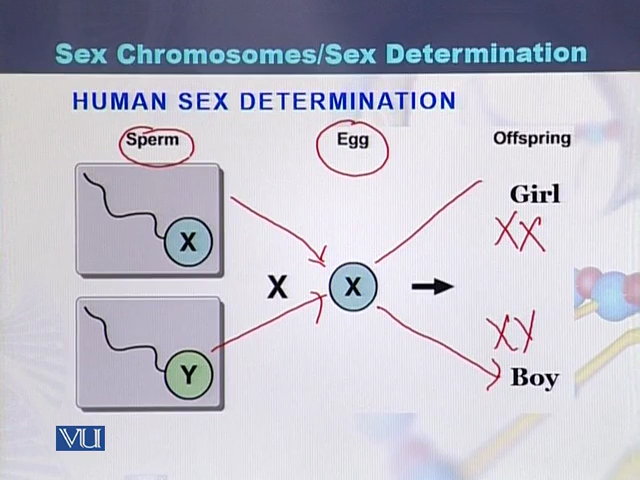 Sex Chromosomes/Sex Determination
HUMAN SEX DETERMINATION
Sperm Egg Offspring
Girl
XX
X
X X
XY
Y
Boy
VU